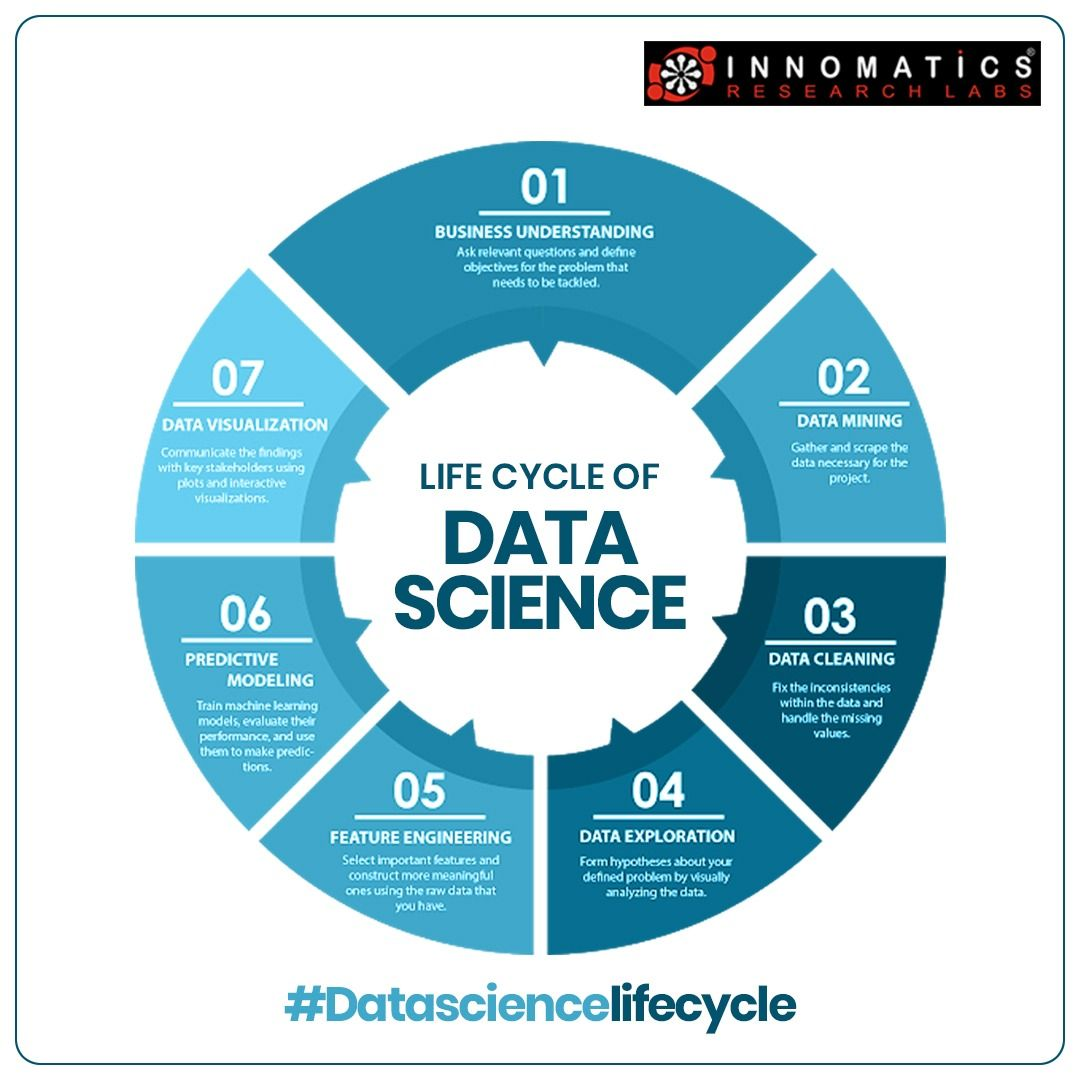 INNOMATiCS®
RESEARCH LABS
01
BUSINESS UNDERSTANDING
Ask relevant questions and define
objectives for the problem that
needs to be tackled.
02
DATA MINING
Gather and scrape the
data necessary for the
project.
03
DATA CLEANING
Fix the inconsistencies
within the data and
handle the missing
values.
04
DATA EXPLORATION
Form hypotheses about your
defined problem by visually
analyzing the data.
05
FEATURE ENGINEERING
Select important features and
construct more meaningful
ones using the raw data that
you have.
06
PREDICTIVE
MODELING
Train machine learning
models, evaluate their
performance, and use
them to make predic-
tions.
07
DATA VISUALIZATION
Communicate the findings
with key stakeholders using
plots and interactive
visualizations.
LIFE CYCLE OF
DATA
SCIENCE
#Datasciencelifecycle